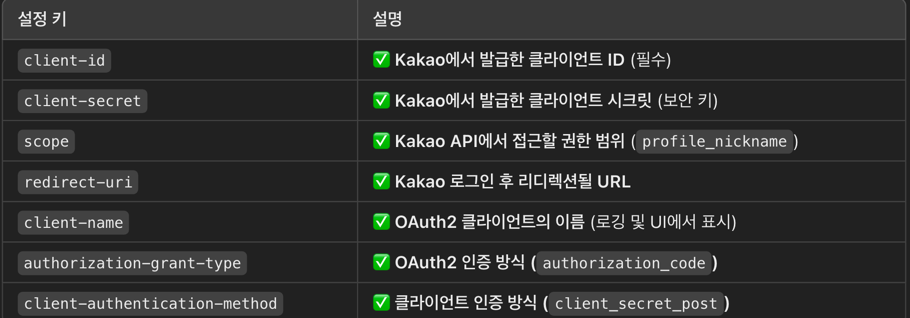 설정 키 설명
client-id ✅ Kakao에서 발급한 클라이언트 ID (필수)
client-secret ✅ Kakao에서 발급한 클라이언트 시크릿 (보안 키)
scope ✅ Kakao API에서 접근할 권한 범위 (profile_nickname)
redirect-uri ✅ Kakao 로그인 후 리디렉션될 URL
client-name ✅ OAuth2 클라이언트의 이름 (로깅 및 UI에서 표시)
authorization-grant-type ✅ OAuth2 인증 방식 (authorization_code)
client-authentication-method ✅ 클라이언트 인증 방식 (client_secret_post)